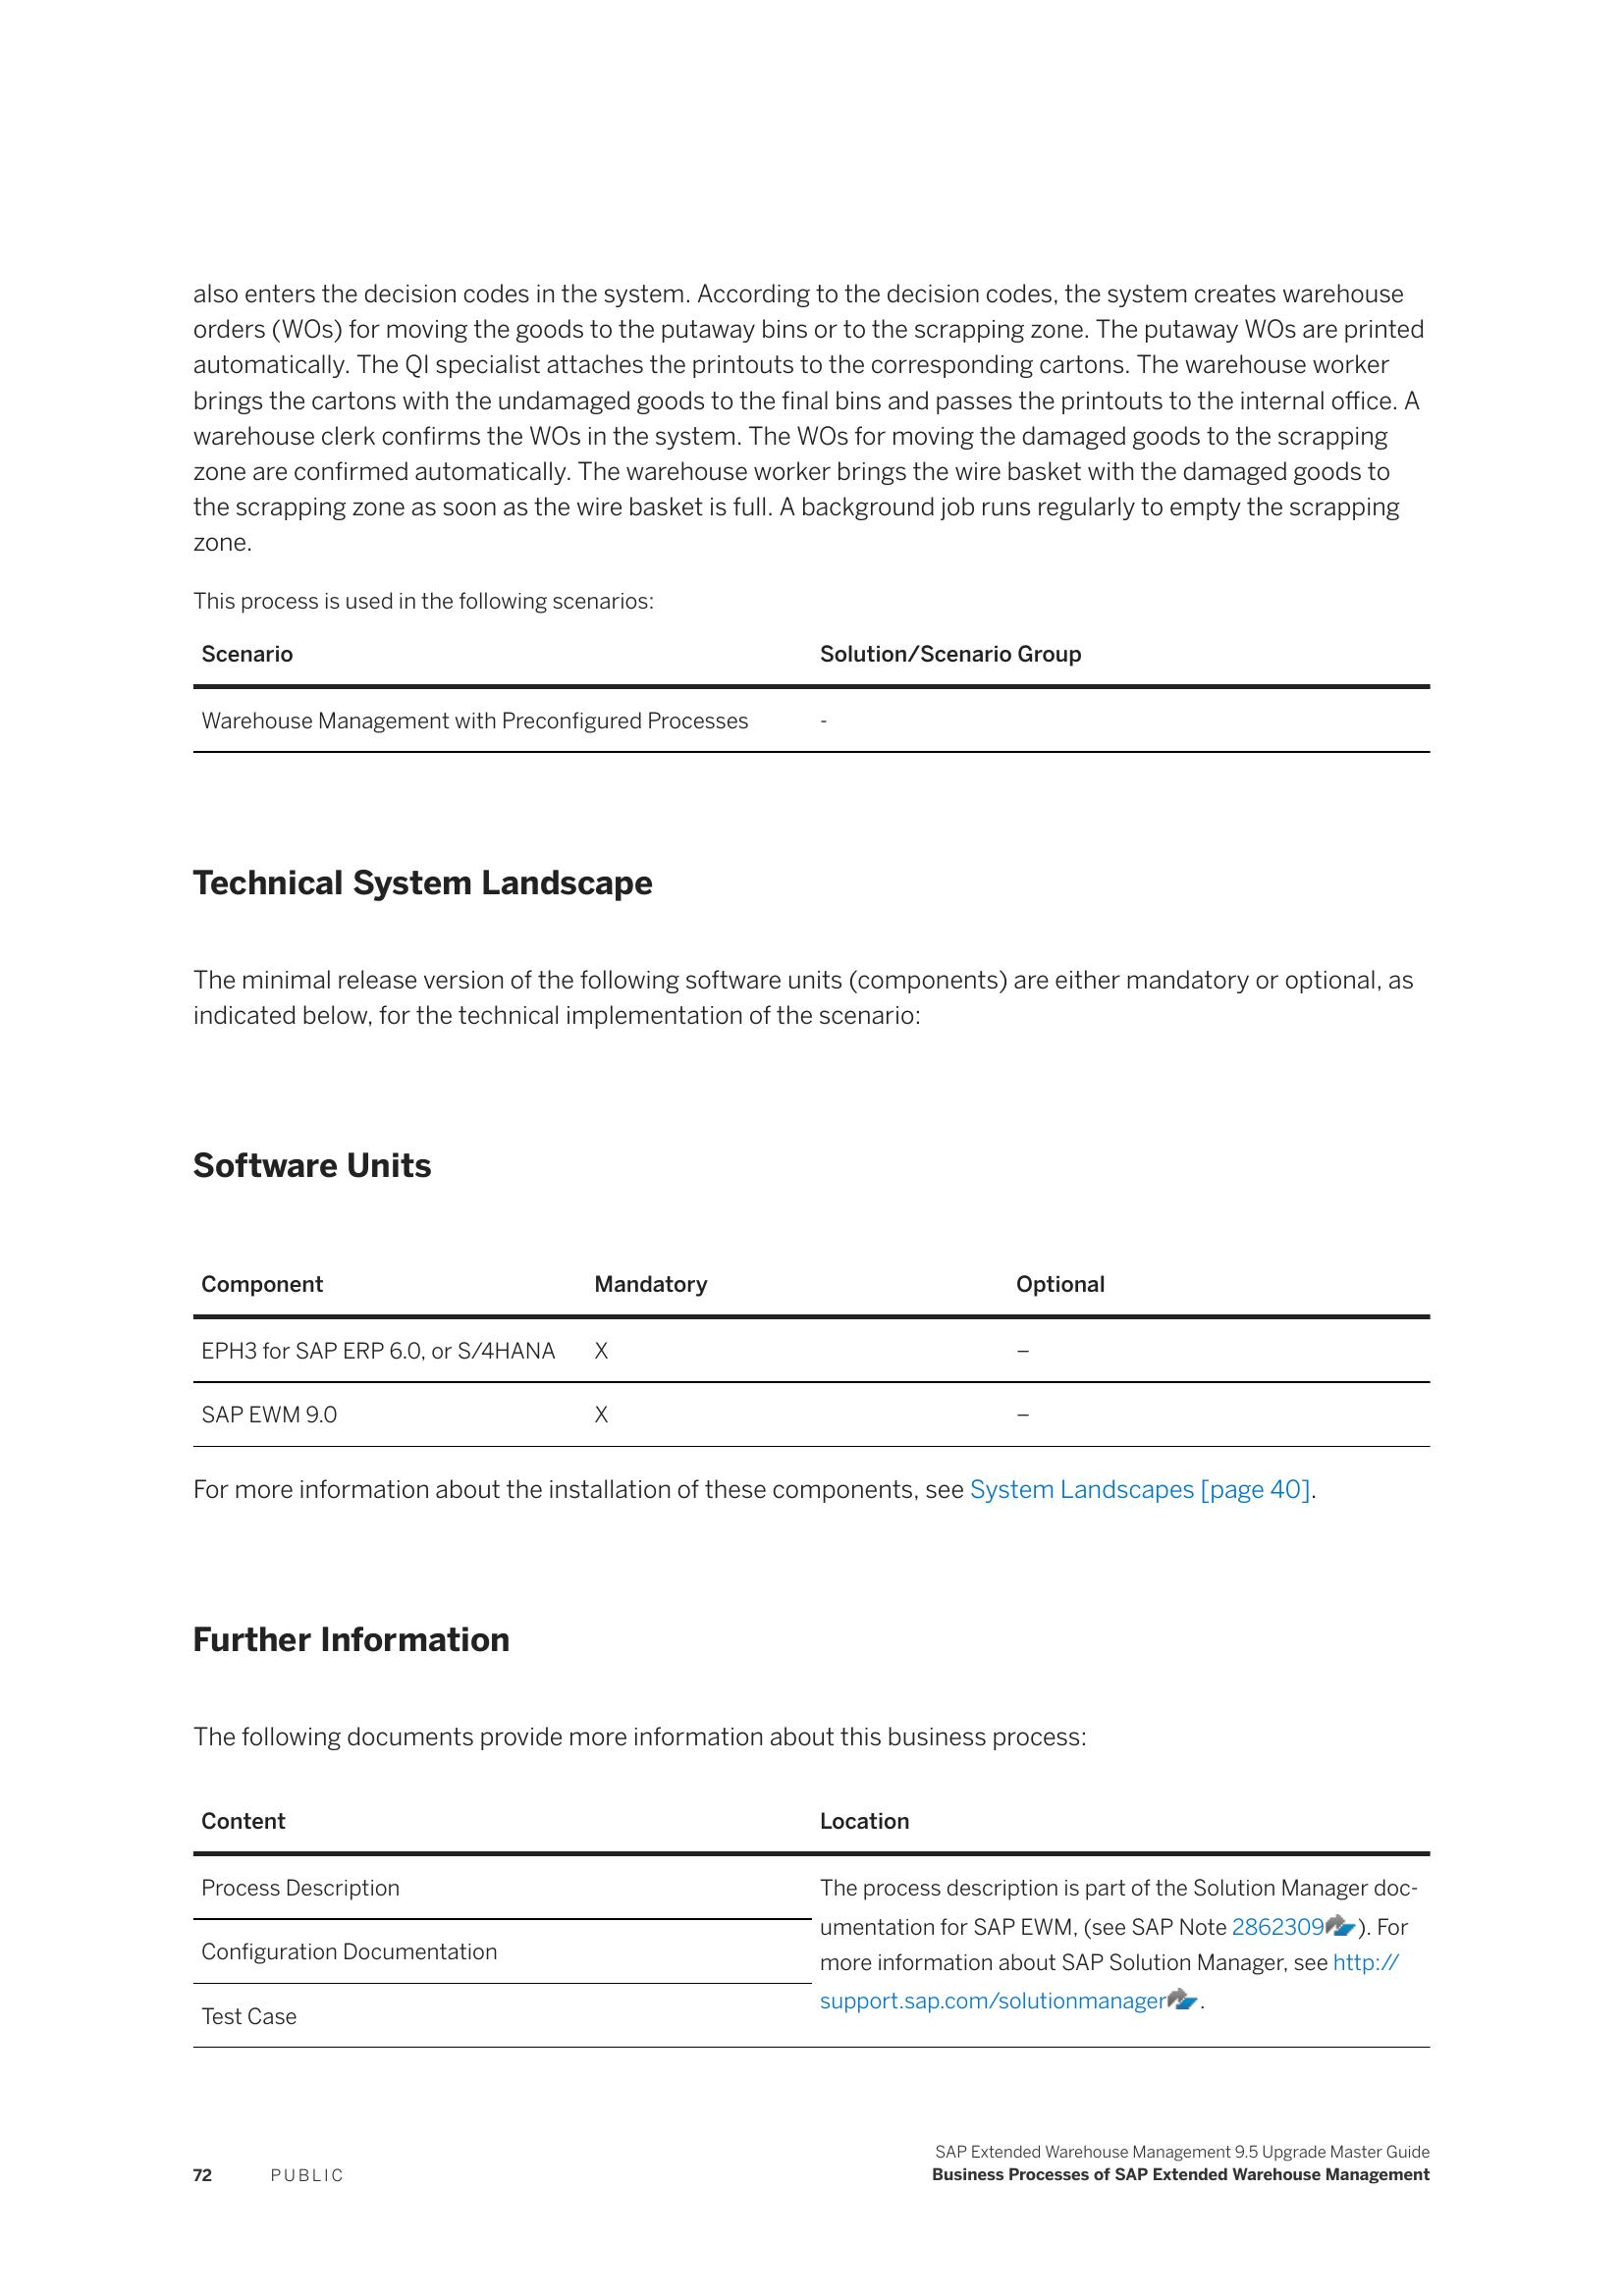 also enters the decision codes in the system. According to the decision codes, the system creates warehouse
orders (WOs) for moving the goods to the putaway bins or to the scrapping zone. The putaway WOs are printed
automatically. The QI specialist attaches the printouts to the corresponding cartons. The warehouse worker
brings the cartons with the undamaged goods to the final bins and passes the printouts to the internal office. A
warehouse clerk confirms the WOs in the system. The WOs for moving the damaged goods to the scrapping
zone are confirmed automatically. The warehouse worker brings the wire basket with the damaged goods to
the scrapping zone as soon as the wire basket is full. A background job runs regularly to empty the scrapping
zone.
This process is used in the following scenarios:
Scenario Solution/Scenario Group
Warehouse Management with Preconfigured Processes -
Technical System Landscape
The minimal release version of the following software units (components) are either mandatory or optional, as
indicated below, for the technical implementation of the scenario:
Software Units
Component Mandatory Optional
EPH3 for SAP ERP 6.0, or S/4HANA X –
SAP EWM 9.0 X –
For more information about the installation of these components, see System Landscapes [page 40].
Further Information
The following documents provide more information about this business process:
Content Location
Process Description
Configuration Documentation
Test Case
The process description is part of the Solution Manager doc-
umentation for SAP EWM, (see SAP Note 2862309). For
more information about SAP Solution Manager, see http://
support.sap.com/solutionmanager.
SAP Extended Warehouse Management 9.5 Upgrade Master Guide
72 PUBLIC Business Processes of SAP Extended Warehouse Management